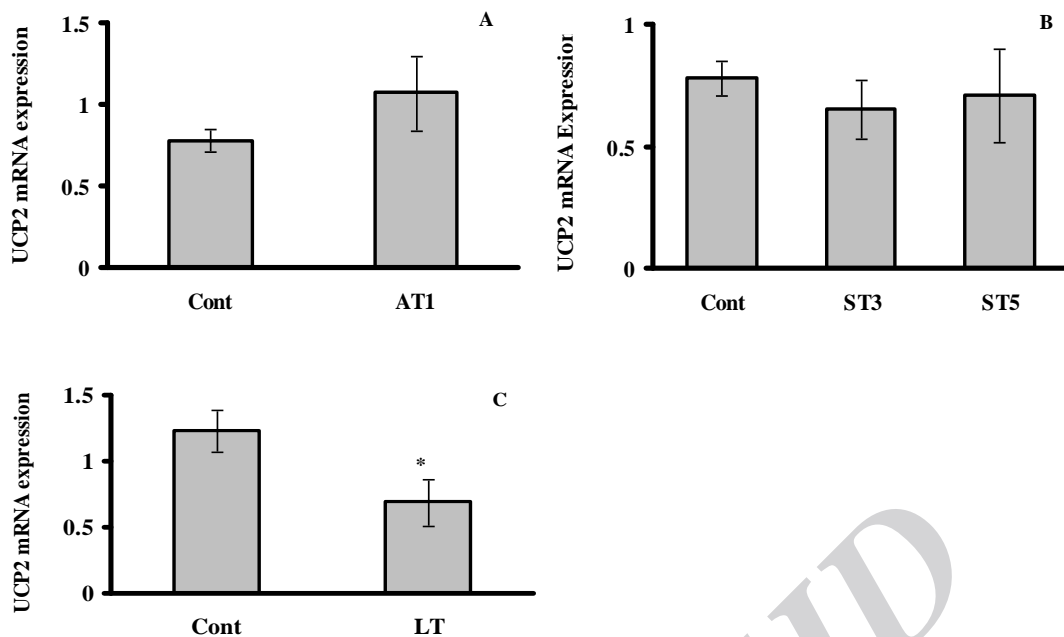 A
UCP2 mRNA expression
1.5
1
0.5
0
Cont AT1
B
UCP2 mRNA Expression
1
0.5
0
Cont ST3 ST5
C
UCP2 mRNA expression
1.5
1
0.5
0
*
Cont LT